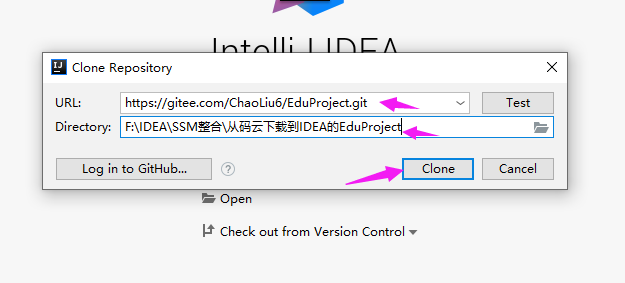 IntelliJ IDEA
Clone Repository
URL: https://gitee.com/ChaoLiu6/EduProject.git Test
Directory: F:\IDEA\SSM整合\从码云下载到IDEA的EduProject
Log in to GitHub... ? Clone Cancel
Open
Check out from Version Control